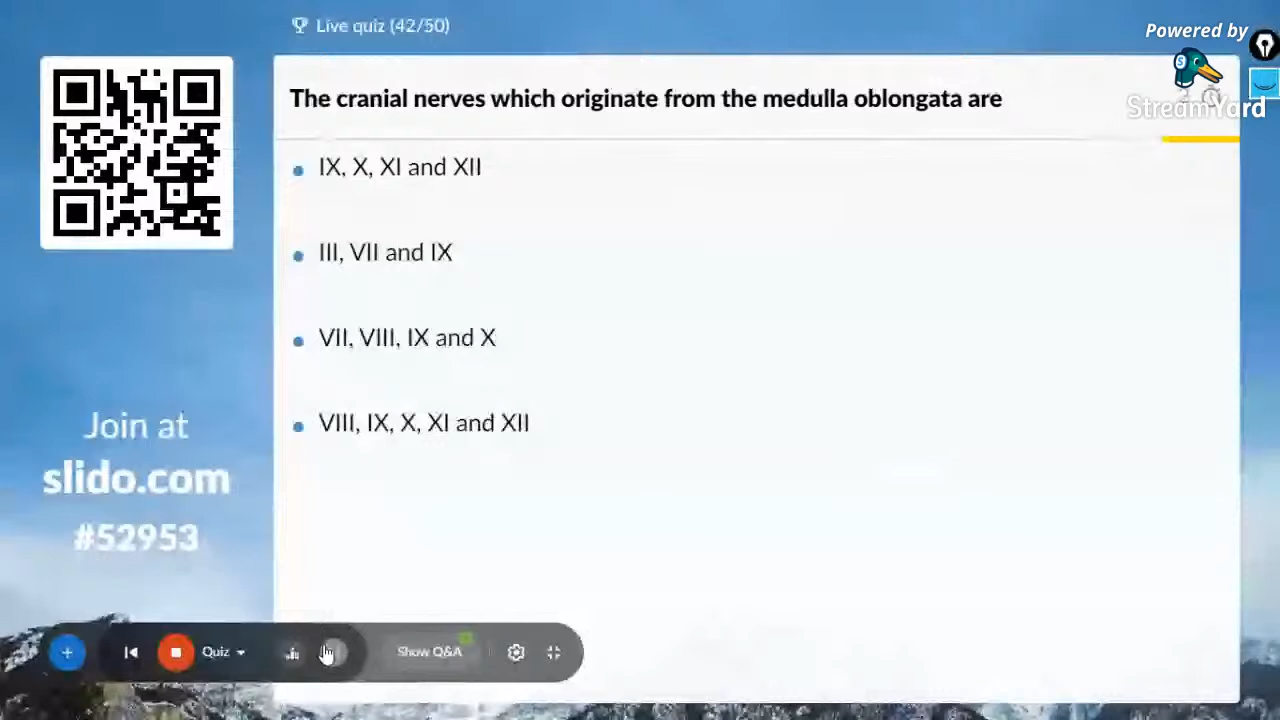 Live quiz (42/50)
Powered by
StreamYard
The cranial nerves which originate from the medulla oblongata are
IX, X, XI and XII
III, VII and IX
VII, VIII, IX and X
VIII, IX, X, XI and XII
Join at
slido.com
#52953
Quiz
Show Q&A